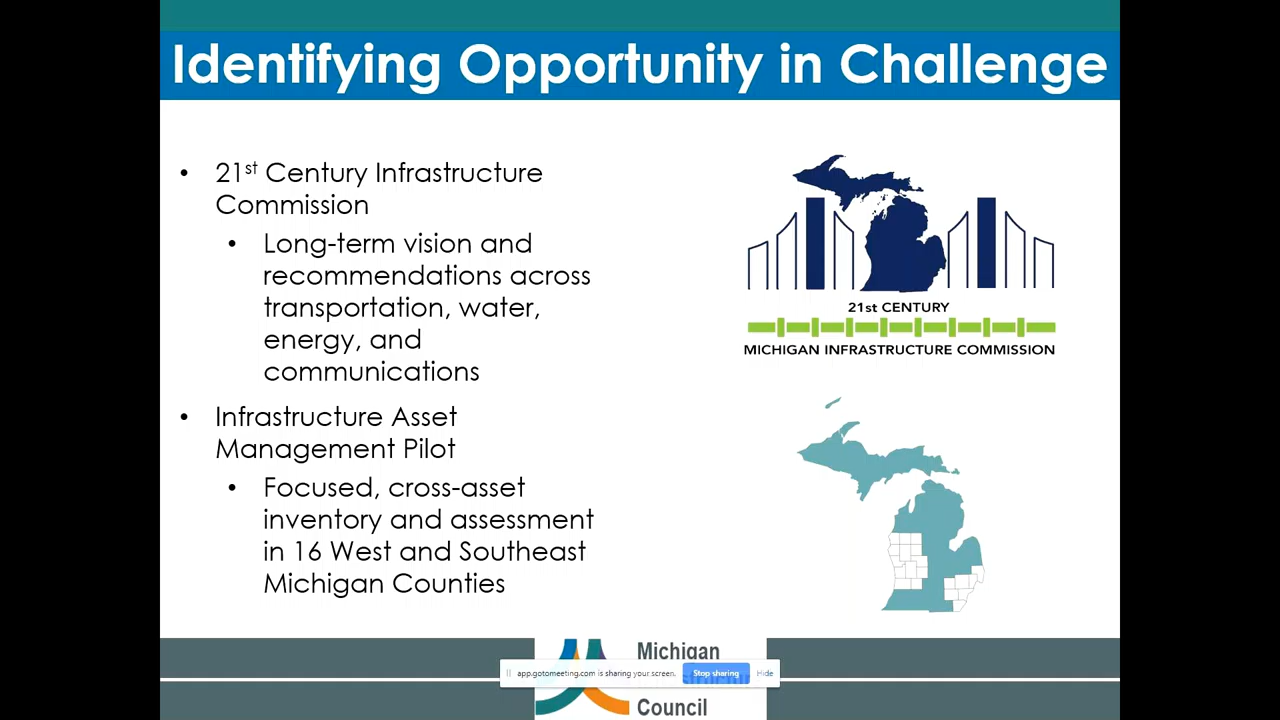 Identifying Opportunity in Challenge
• 21st Century Infrastructure
Commission
• Long-term vision and
recommendations across
transportation, water,
energy, and
communications
• Infrastructure Asset
Management Pilot
• Focused, cross-asset
inventory and assessment
in 16 West and Southeast
Michigan Counties
21st CENTURY
MICHIGAN INFRASTRUCTURE COMMISSION
Michigan
app.gotomeeting.com is sharing your screen. Stop sharing Hide
Council